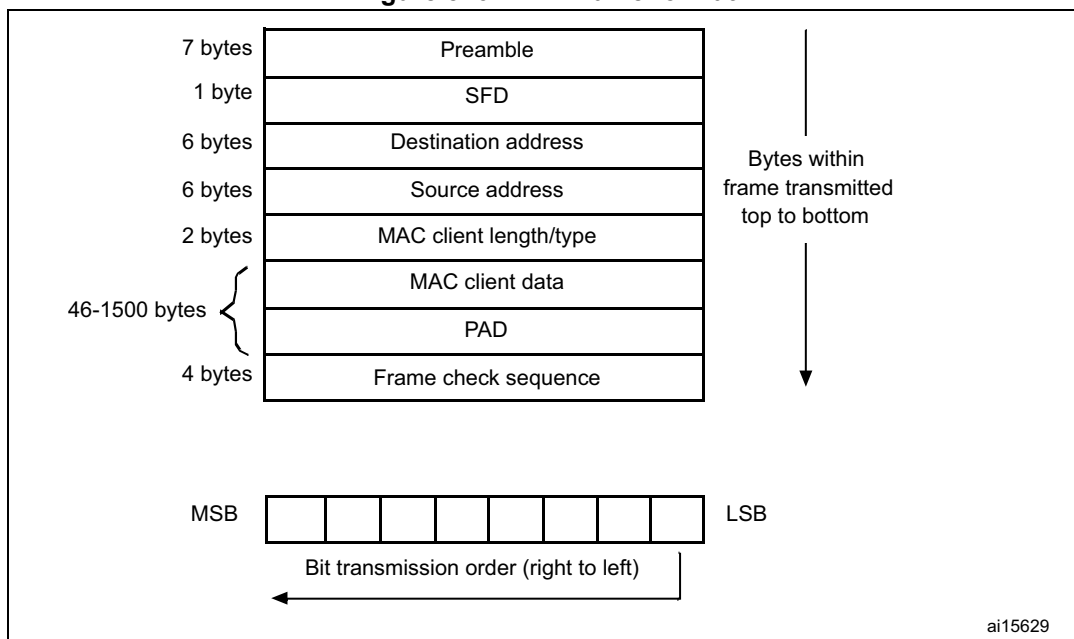 7 bytes Preamble
1 byte SFD
6 bytes Destination address
6 bytes Source address
2 bytes MAC client length/type
46-1500 bytes MAC client data
PAD
4 bytes Frame check sequence
Bytes within
frame transmitted
top to bottom
MSB LSB
Bit transmission order (right to left)
ai15629